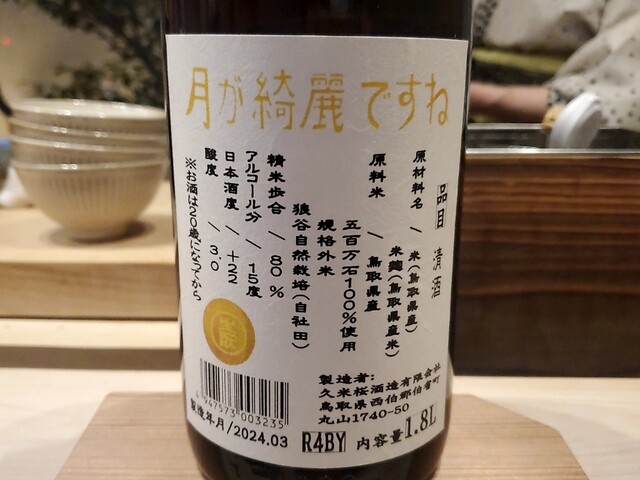 月が綺麗ですね
品目 清酒
原材料名/米(鳥取県産)
米麹(鳥取県産米)
原料米/鳥取県産
五百万石100%使用
規格外米
狼谷自然栽培(自社田)
精米歩合/80%
アルコール分/15度
日本酒度/+22
酸度/3.0
※お酒は20歳になってから
製造者:
久米桜酒造有限会社
鳥取県西伯郡伯耆町
丸山1740-50
4 947573 003235
製造年月/2024.03
R4BY
内容量1.8L